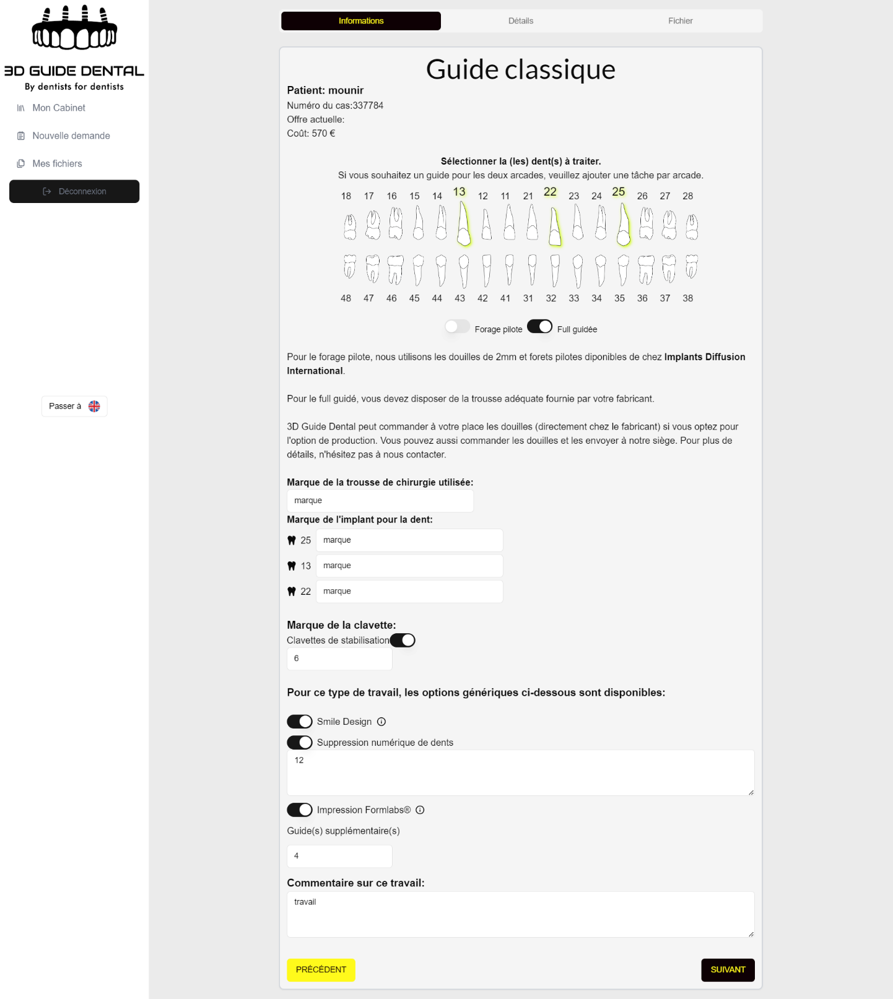 3D GUIDE DENTAL
By dentists for dentists
Mon Cabinet
Nouvelle demande
Mes fichiers
Déconnexion
Passer à
Informations
Détails
Fichier
Guide classique
Patient: mounir
Numéro du cas:337784
Offre actuelle:
Coût: 570 €
Sélectionner la (les) dent(s) à traiter.
Si vous souhaitez un guide pour les deux arcades, veuillez ajouter une tâche par arcade.
18 17 16 15 14 13 12 11 21 22 23 24 25 26 27 28
48 47 46 45 44 43 42 41 31 32 33 34 35 36 37 38
Forage pilote Full guidée
Pour le forage pilote, nous utilisons les douilles de 2mm et forets pilotes diponibles de chez Implants Diffusion
International.
Pour le full guidé, vous devez disposer de la trousse adéquate fournie par votre fabricant.
3D Guide Dental peut commander à votre place les douilles (directement chez le fabricant) si vous optez pour
l'option de production. Vous pouvez aussi commander les douilles et les envoyer à notre siège. Pour plus de
détails, n'hésitez pas à nous contacter.
Marque de la trousse de chirurgie utilisée:
marque
Marque de l'implant pour la dent:
25 marque
13 marque
22 marque
Marque de la clavette:
Clavettes de stabilisation
6
Pour ce type de travail, les options génériques ci-dessous sont disponibles:
Smile Design
Suppression numérique de dents
12
Impression Formlabs®
Guide(s) supplémentaire(s)
4
Commentaire sur ce travail:
travail
PRÉCÉDENT
SUIVANT